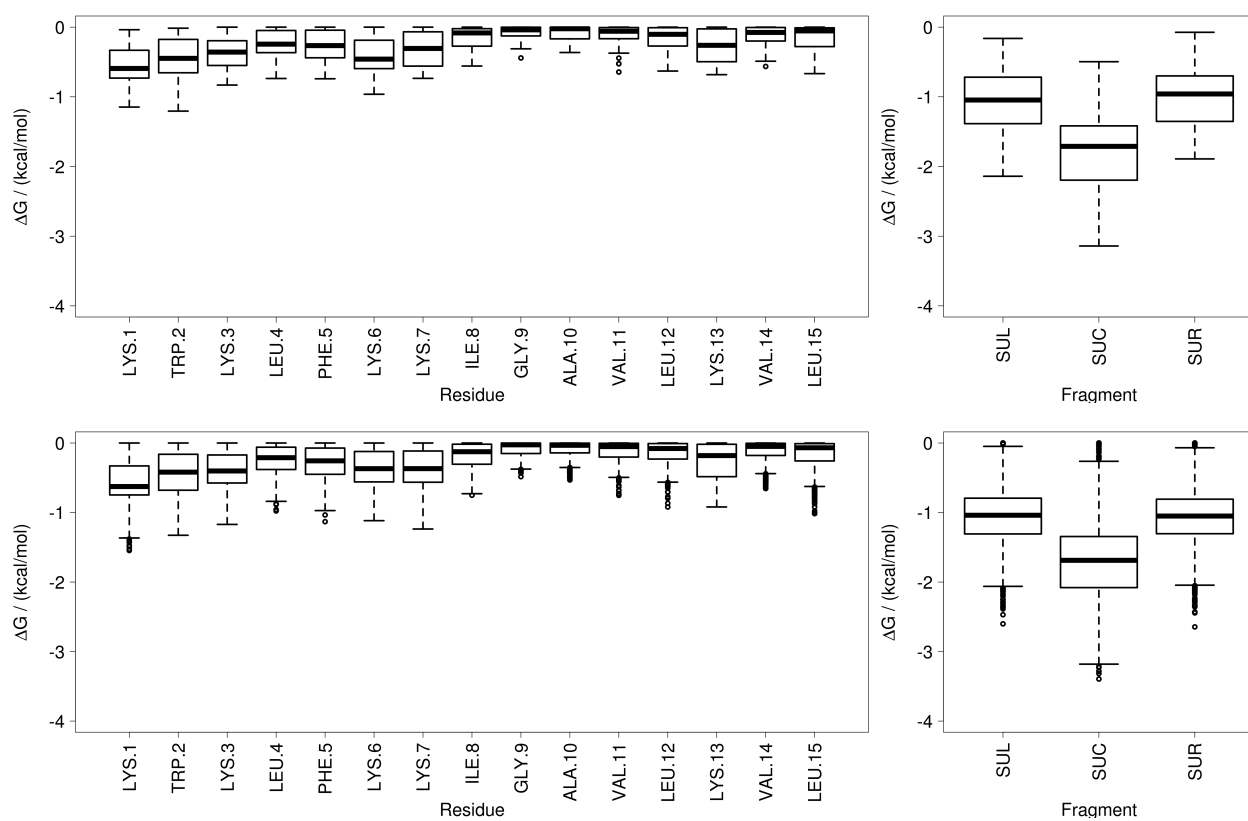 0
-1
-2
-3
-4
ΔG / (kcal/mol)
LYS.1
TRP.2
LYS.3
LEU.4
PHE.5
LYS.6
LYS.7
ILE.8
GLY.9
ALA.10
VAL.11
LEU.12
LYS.13
VAL.14
LEU.15
Residue
0
-1
-2
-3
-4
ΔG / (kcal/mol)
SUL
SUC
SUR
Fragment
0
-1
-2
-3
-4
ΔG / (kcal/mol)
LYS.1
TRP.2
LYS.3
LEU.4
PHE.5
LYS.6
LYS.7
ILE.8
GLY.9
ALA.10
VAL.11
LEU.12
LYS.13
VAL.14
LEU.15
Residue
0
-1
-2
-3
-4
ΔG / (kcal/mol)
SUL
SUC
SUR
Fragment